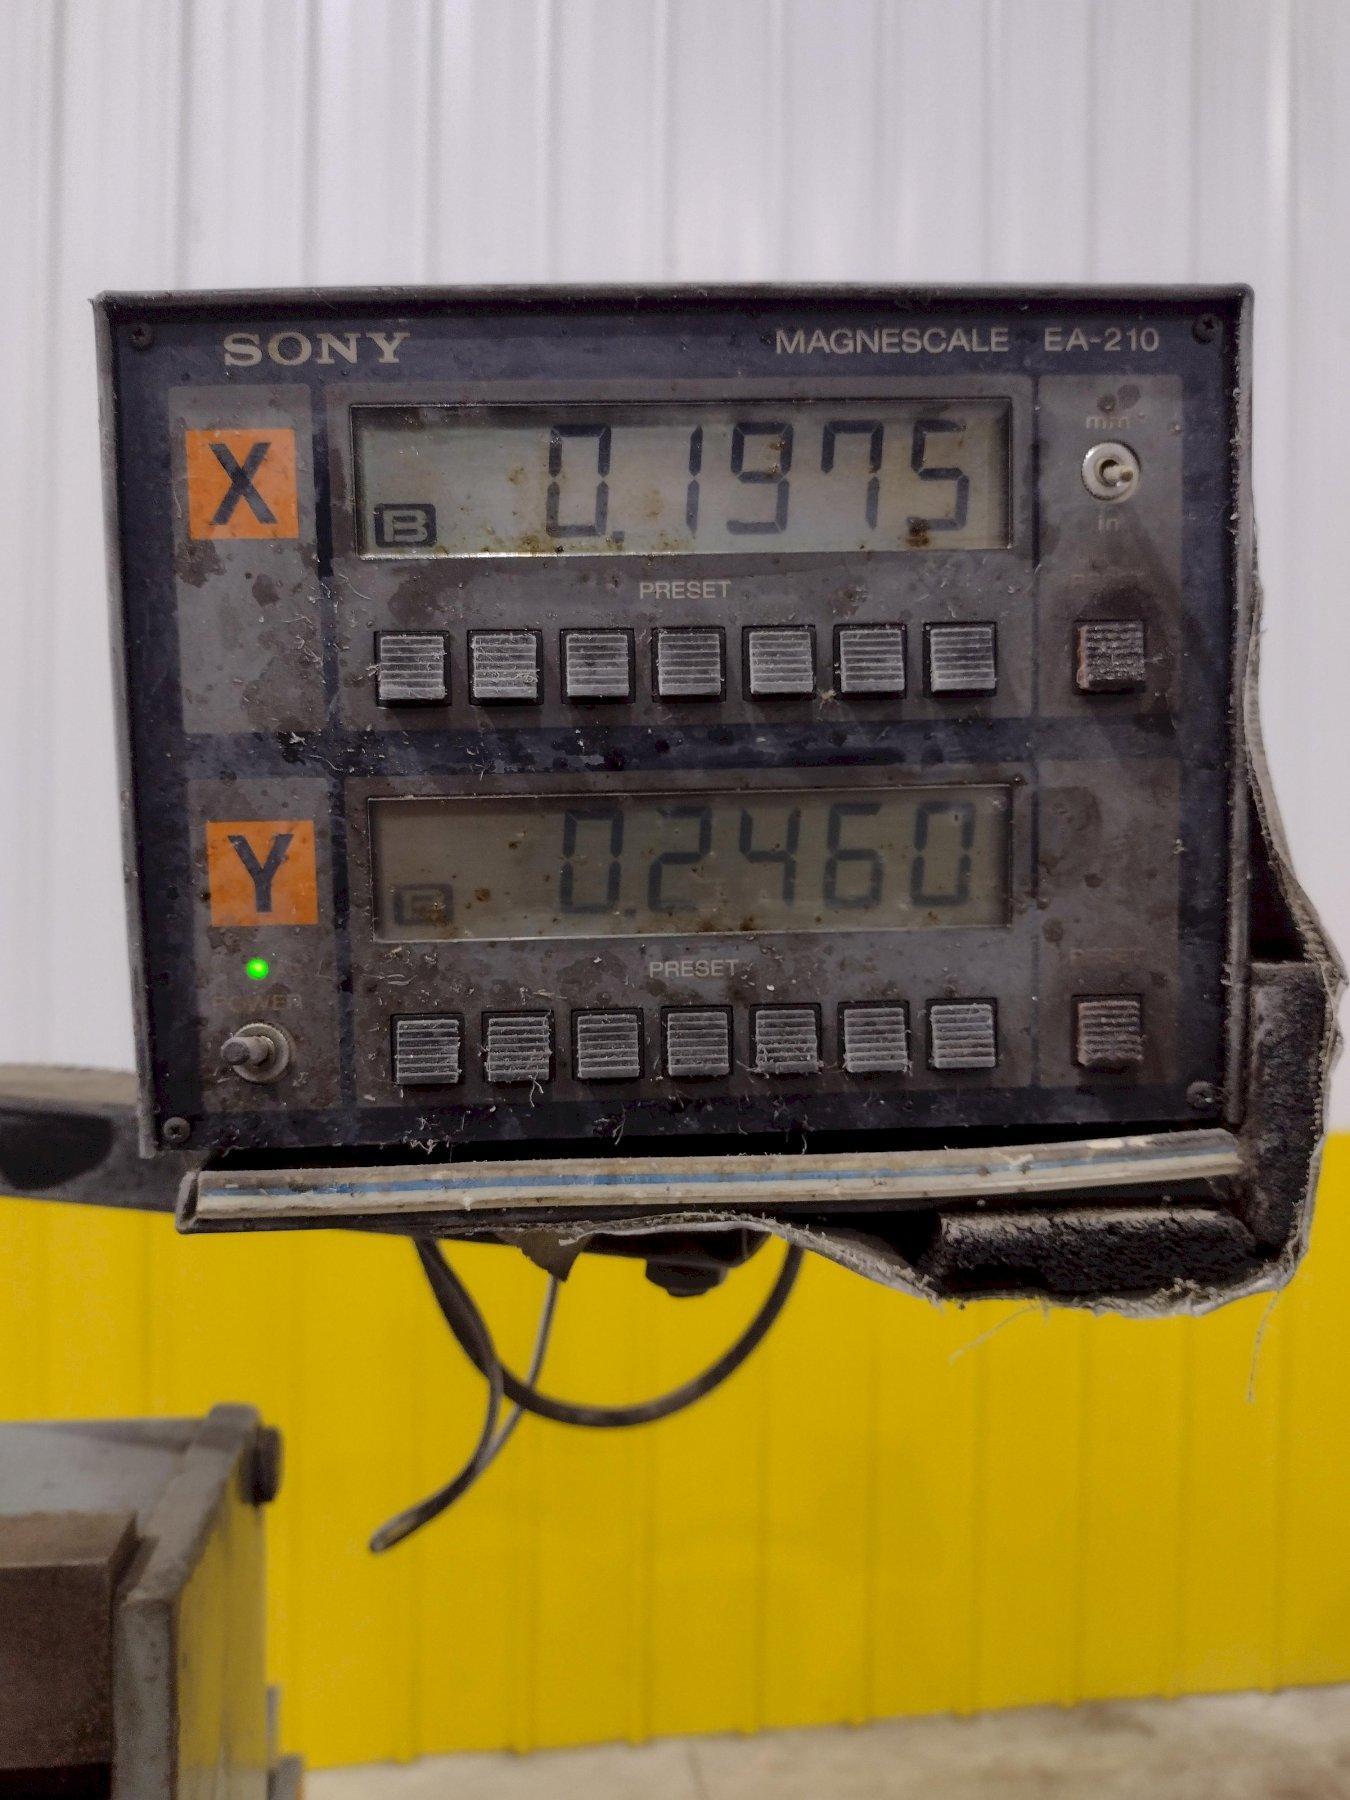 SONY
MAGNESCALE EA-210
X
0.1975
B
mm
in
PRESET
Y
0.2460
B
PRESET
POWER